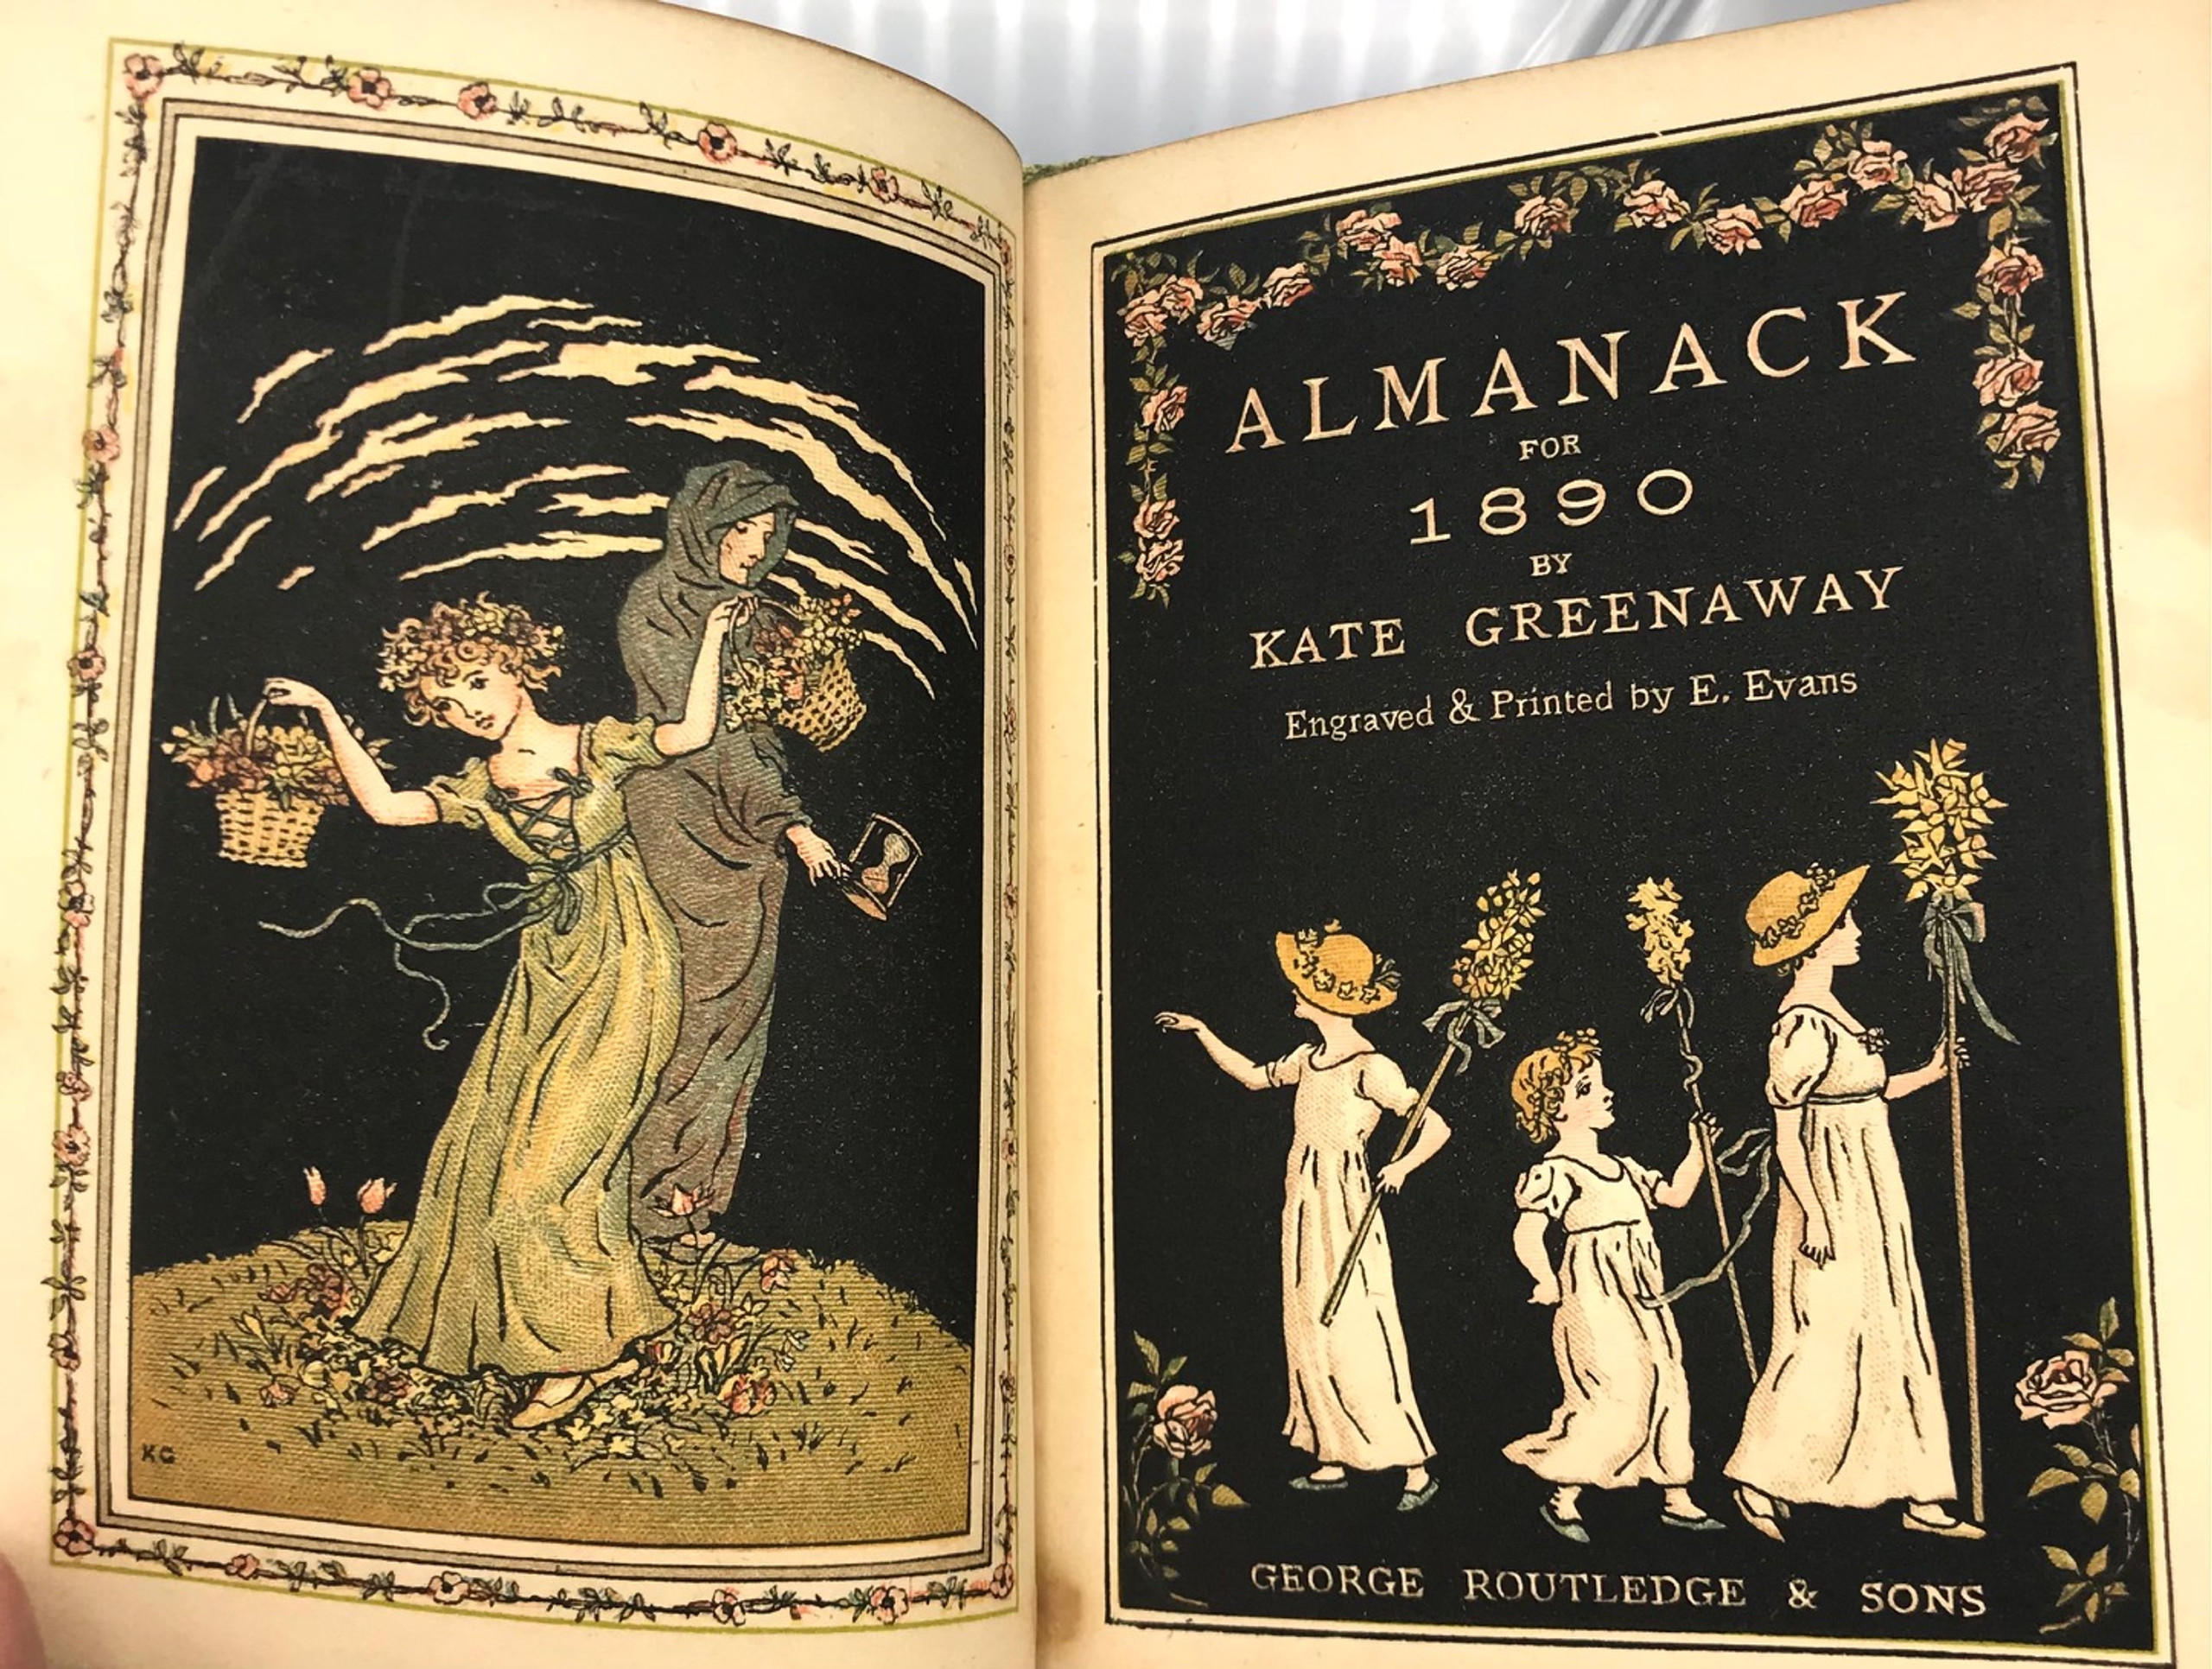 KG
ALMANACK
FOR
1890
BY
KATE GREENAWAY
Engraved & Printed by E. Evans
GEORGE ROUTLEDGE & SONS